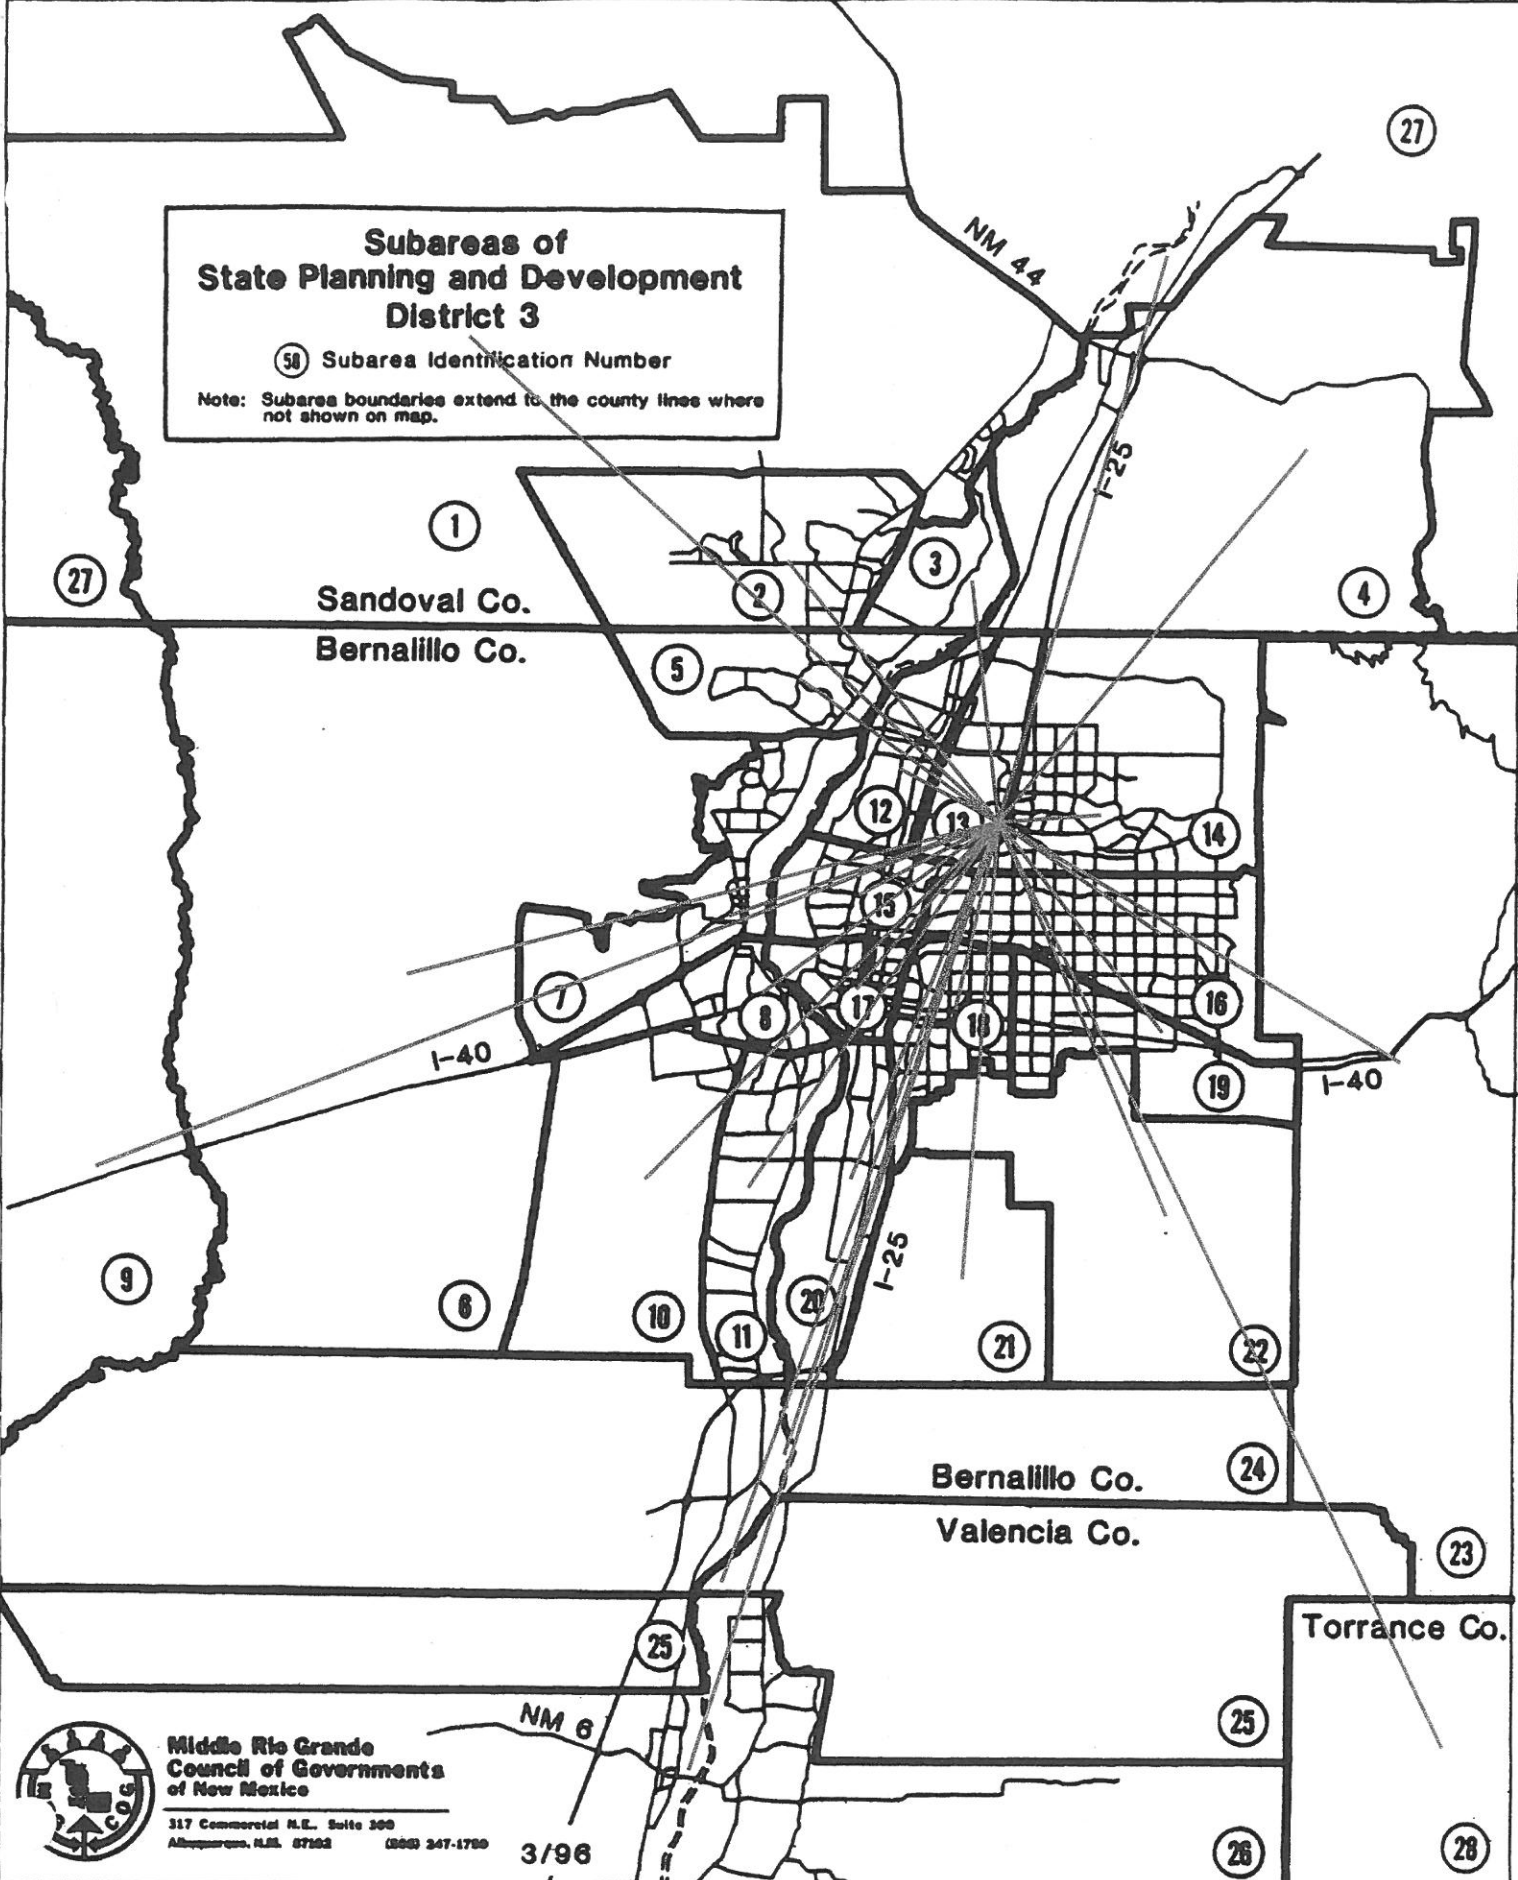 27
NM 44
Subareas of
State Planning and Development
District 3
58 Subarea Identification Number
Note: Subarea boundaries extend to the county lines where
not shown on map.
I-25
1
3
27
2
4
Sandoval Co.
Bernalillo Co.
5
12
13
14
15
7
8
17
18
16
I-40
19
I-40
9
6
10
11
20
I-25
21
22
24
Bernalillo Co.
Valencia Co.
23
25
Torrance Co.
NM 6
25
Middle Rio Grande
Council of Governments
of New Mexico
317 Commercial N.E., Suite 300
Albuquerque, N.M. 87102
3/96
26
28